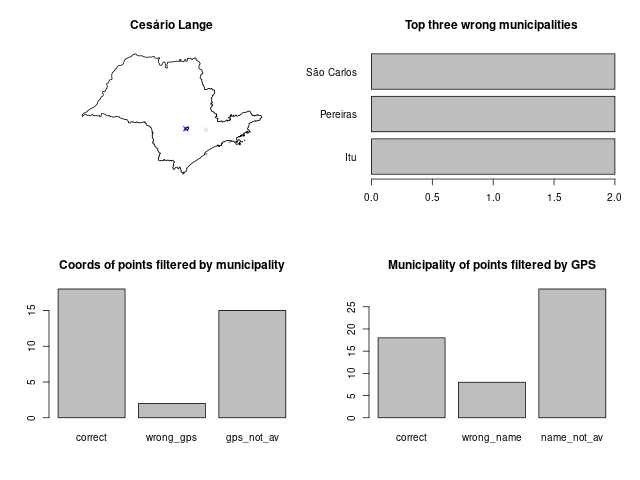 Cesário Lange
Top three wrong municipalities
São Carlos
Pereiras
Itu
0.0 0.5 1.0 1.5 2.0
Coords of points filtered by municipality
15
10
5
0
correct wrong_gps gps_not_av
Municipality of points filtered by GPS
25
20
15
10
5
0
correct wrong_name name_not_av